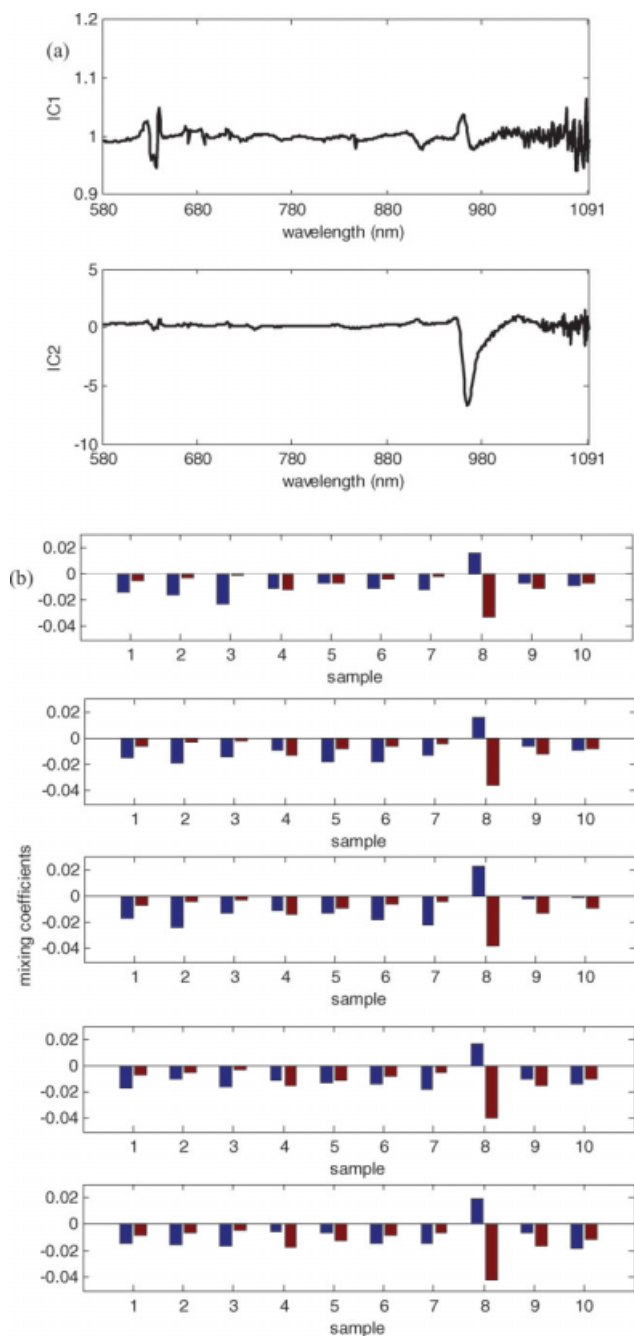 (a)
1.2
1.1
1
0.9
IC1
580 680 780 880 980 1091
wavelength (nm)
5
0
-5
-10
IC2
580 680 780 880 980 1091
wavelength (nm)
(b)
mixing coefficients
0.02
0
-0.02
-0.04
1 2 3 4 5 6 7 8 9 10
sample
0.02
0
-0.02
-0.04
1 2 3 4 5 6 7 8 9 10
sample
0.02
0
-0.02
-0.04
1 2 3 4 5 6 7 8 9 10
sample
0.02
0
-0.02
-0.04
1 2 3 4 5 6 7 8 9 10
sample
0.02
0
-0.02
-0.04
1 2 3 4 5 6 7 8 9 10
sample